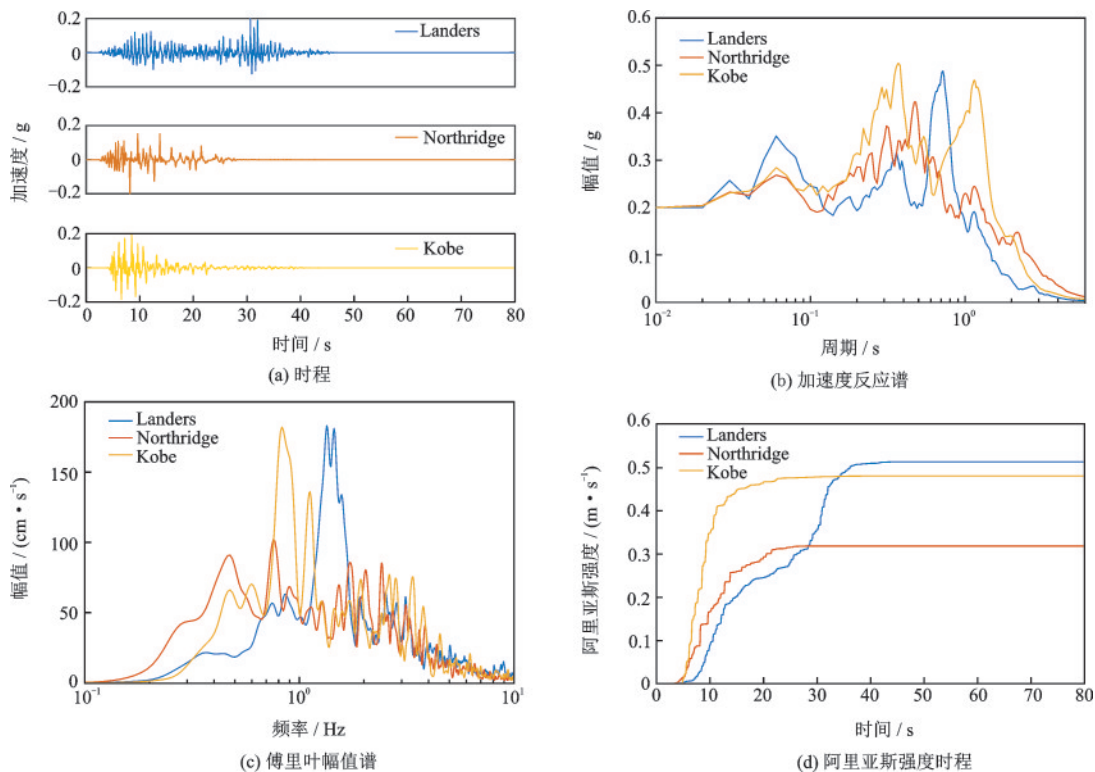 0.2
0
−0.2
Landers
0.2
0
−0.2
Northridge
0.2
0
−0.2
Kobe
加速度 / g
0 10 20 30 40 50 60 70 80
时间 / s
(a) 时程
0.6
0.5
0.4
0.3
0.2
0.1
0
幅值 / g
Landers
Northridge
Kobe
10⁻² 10⁻¹ 10⁰
周期 / s
(b) 加速度反应谱
200
150
100
50
0
幅值 / (cm • s⁻¹)
Landers
Northridge
Kobe
10⁻¹ 10⁰ 10¹
频率 / Hz
(c) 傅里叶幅值谱
0.6
0.5
0.4
0.3
0.2
0.1
0
阿里亚斯强度 / (m • s⁻¹)
Landers
Northridge
Kobe
0 10 20 30 40 50 60 70 80
时间 / s
(d) 阿里亚斯强度时程